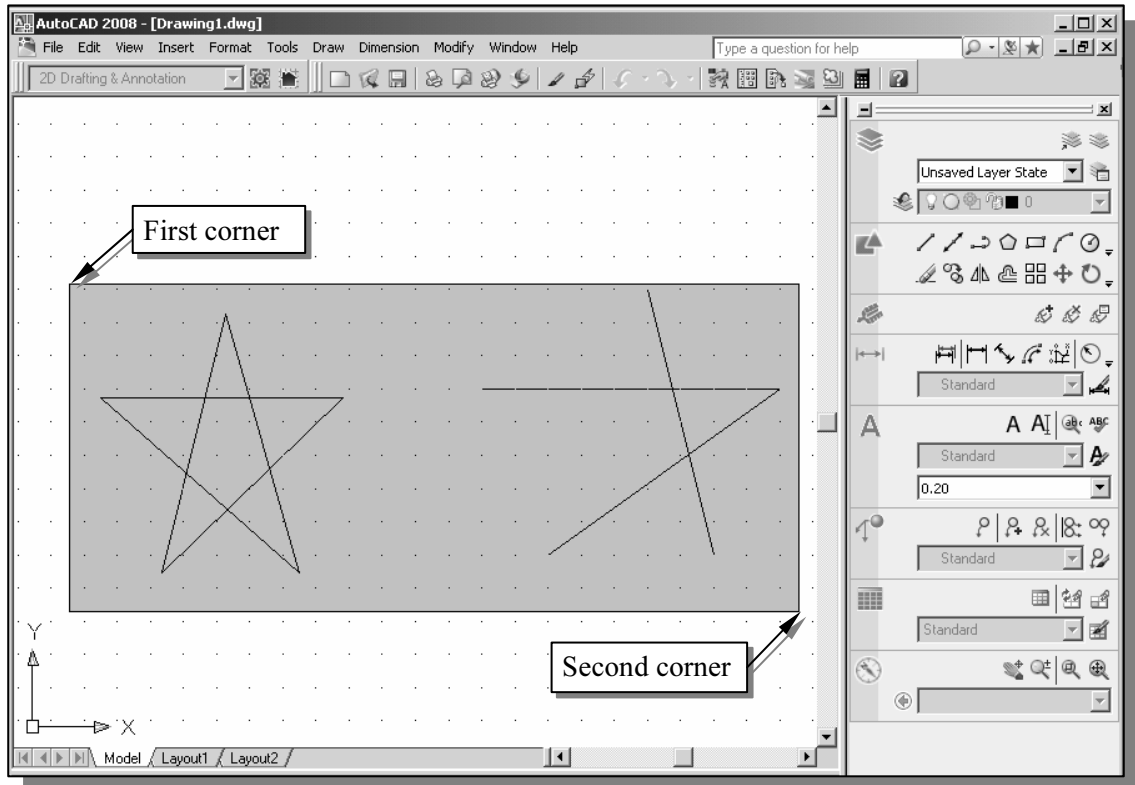 AutoCAD 2008 - [Drawing1.dwg]
File Edit View Insert Format Tools Draw Dimension Modify Window Help Type a question for help
2D Drafting & Annotation
Unsaved Layer State
0
First corner
Standard
A A
Standard
0.20
Standard
Second corner
Standard
Y
X
Model Layout1 Layout2